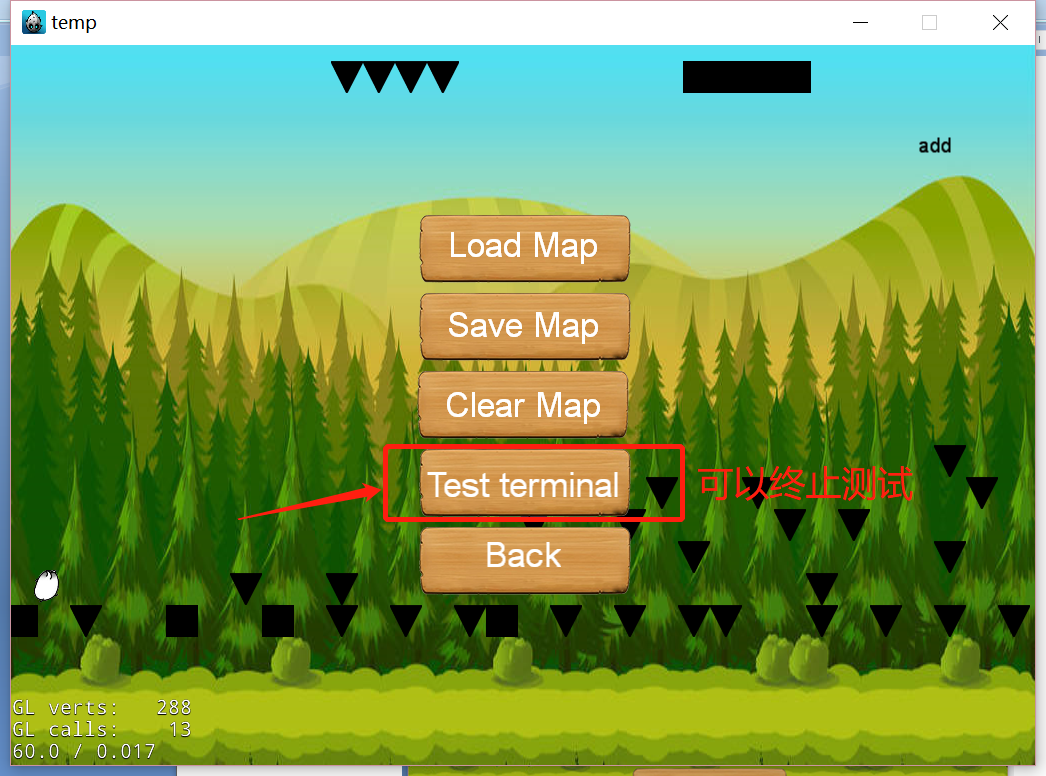 temp
add
Load Map
Save Map
Clear Map
Test terminal
可以终止测试
Back
GL verts: 288
GL calls: 13
60.0 / 0.017